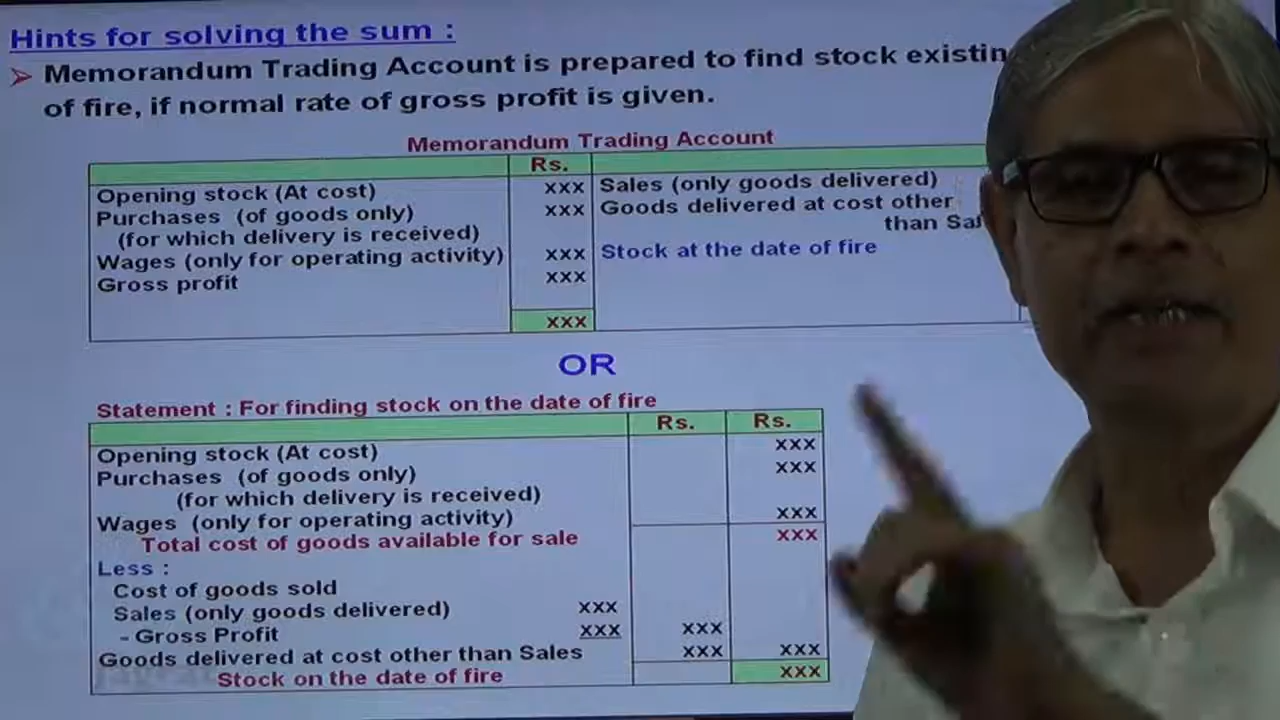 Hints for solving the sum :
➢ Memorandum Trading Account is prepared to find stock
of fire, if normal rate of gross profit is given.
Memorandum Trading Account
Rs.
Opening stock (At cost) xxx Sales (only goods delivered)
Purchases (of goods only) xxx Goods delivered at cost other
(for which delivery is received) than
Wages (only for operating activity) xxx Stock at the date of fire
Gross profit xxx
xxx
OR
Statement : For finding stock on the date of fire
Rs. Rs.
Opening stock (At cost) xxx
Purchases (of goods only) xxx
(for which delivery is received)
Wages (only for operating activity) xxx
Total cost of goods available for sale xxx
Less :
Cost of goods sold
Sales (only goods delivered) xxx
- Gross Profit xxx xxx
Goods delivered at cost other than Sales xxx xxx
Stock on the date of fire xxx